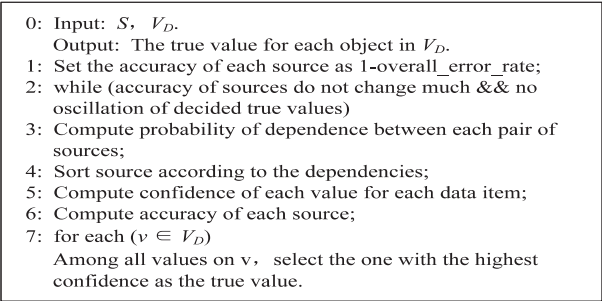 0: Input: S， V_D.
Output: The true value for each object in V_D.
1: Set the accuracy of each source as 1-overall_error_rate;
2: while (accuracy of sources do not change much && no
oscillation of decided true values)
3: Compute probability of dependence between each pair of
sources;
4: Sort source according to the dependencies;
5: Compute confidence of each value for each data item;
6: Compute accuracy of each source;
7: for each (v ∈ V_D)
Among all values on v，select the one with the highest
confidence as the true value.